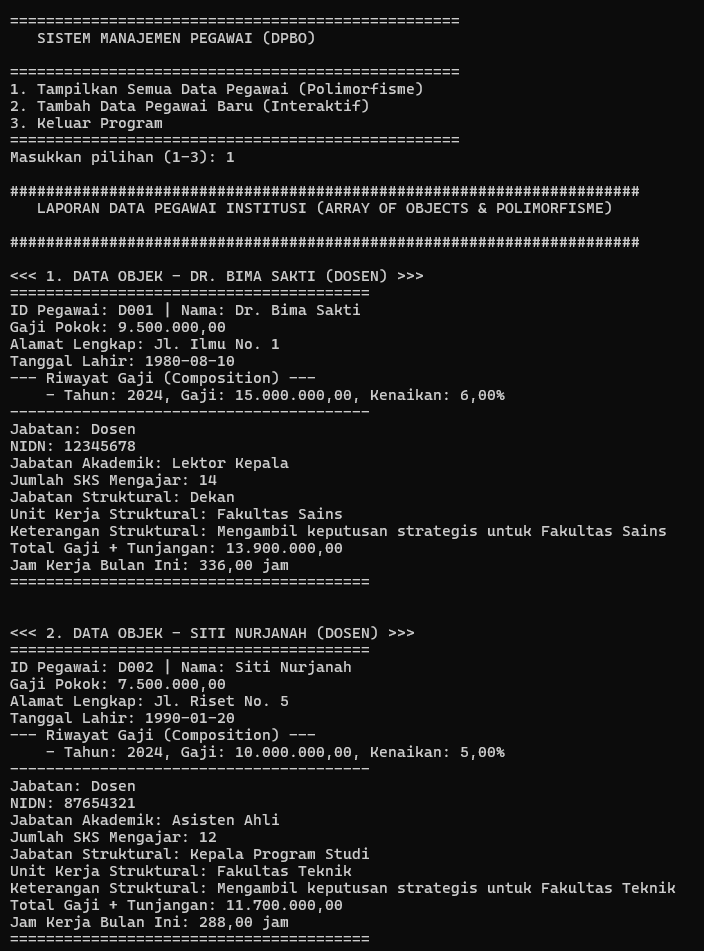 ==================================================
   SISTEM MANAJEMEN PEGAWAI (DPBO)
==================================================
1. Tampilkan Semua Data Pegawai (Polimorfisme)
2. Tambah Data Pegawai Baru (Interaktif)
3. Keluar Program
==================================================
Masukkan pilihan (1-3): 1
######################################################################
   LAPORAN DATA PEGAWAI INSTITUSI (ARRAY OF OBJECTS & POLIMORFISME)
######################################################################
<<< 1. DATA OBJEK - DR. BIMA SAKTI (DOSEN) >>>
========================================
ID Pegawai: D001 | Nama: Dr. Bima Sakti
Gaji Pokok: 9.500.000,00
Alamat Lengkap: Jl. Ilmu No. 1
Tanggal Lahir: 1980-08-10
--- Riwayat Gaji (Composition) ---
    - Tahun: 2024, Gaji: 15.000.000,00, Kenaikan: 6,00%
----------------------------------------
Jabatan: Dosen
NIDN: 12345678
Jabatan Akademik: Lektor Kepala
Jumlah SKS Mengajar: 14
Jabatan Struktural: Dekan
Unit Kerja Struktural: Fakultas Sains
Keterangan Struktural: Mengambil keputusan strategis untuk Fakultas Sains
Total Gaji + Tunjangan: 13.900.000,00
Jam Kerja Bulan Ini: 336,00 jam
========================================
<<< 2. DATA OBJEK - SITI NURJANAH (DOSEN) >>>
========================================
ID Pegawai: D002 | Nama: Siti Nurjanah
Gaji Pokok: 7.500.000,00
Alamat Lengkap: Jl. Riset No. 5
Tanggal Lahir: 1990-01-20
--- Riwayat Gaji (Composition) ---
    - Tahun: 2024, Gaji: 10.000.000,00, Kenaikan: 5,00%
----------------------------------------
Jabatan: Dosen
NIDN: 87654321
Jabatan Akademik: Asisten Ahli
Jumlah SKS Mengajar: 12
Jabatan Struktural: Kepala Program Studi
Unit Kerja Struktural: Fakultas Teknik
Keterangan Struktural: Mengambil keputusan strategis untuk Fakultas Teknik
Total Gaji + Tunjangan: 11.700.000,00
Jam Kerja Bulan Ini: 288,00 jam
========================================